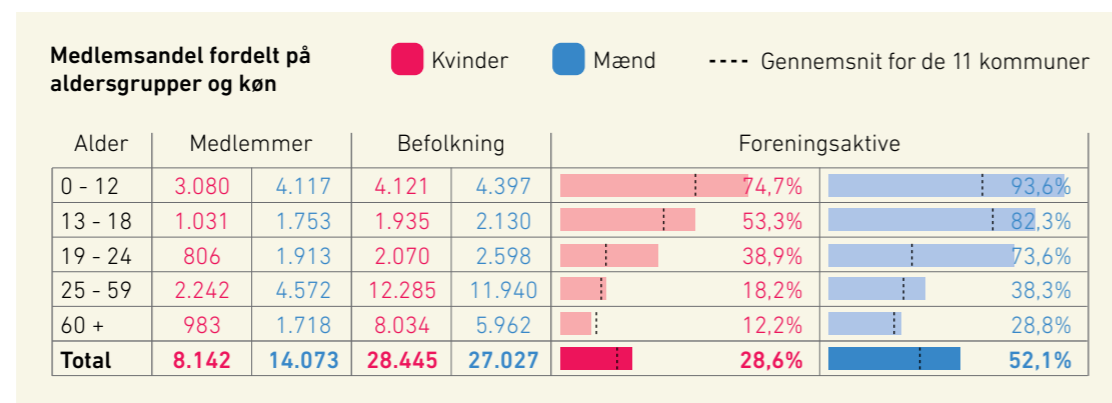 Medlemsandel fordelt på
aldersgrupper og køn
Kvinder Mænd Gennemsnit for de 11 kommuner
Alder Medlemmer Befolkning Foreningsaktive
0 - 12 3.080 4.117 4.121 4.397 74,7% 93,6%
13 - 18 1.031 1.753 1.935 2.130 53,3% 82,3%
19 - 24 806 1.913 2.070 2.598 38,9% 73,6%
25 - 59 2.242 4.572 12.285 11.940 18,2% 38,3%
60 + 983 1.718 8.034 5.962 12,2% 28,8%
Total 8.142 14.073 28.445 27.027 28,6% 52,1%